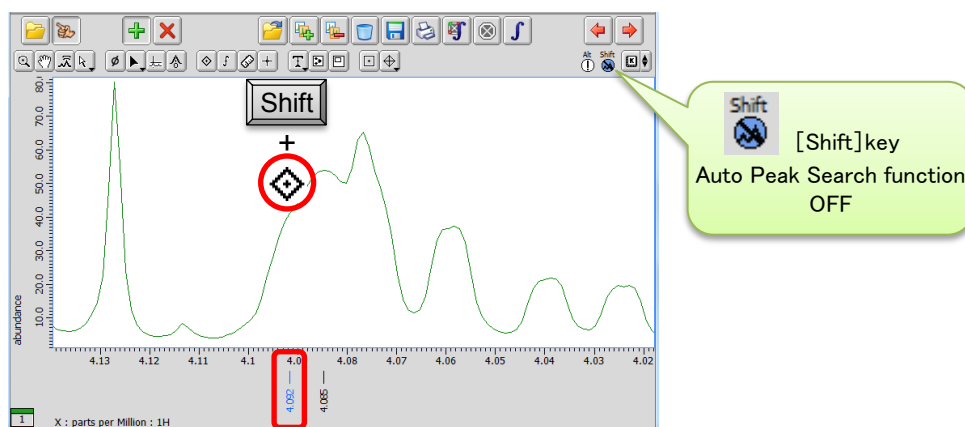 Alt Shift
Shift
+
Shift
[Shift]key
Auto Peak Search function
OFF
abundance
80.0
70.0
60.0
50.0
40.0
30.0
20.0
10.0
4.13 4.12 4.11 4.1 4.09 4.08 4.07 4.06 4.05 4.04 4.03 4.02
4.092
4.085
1
X : parts per Million : 1H